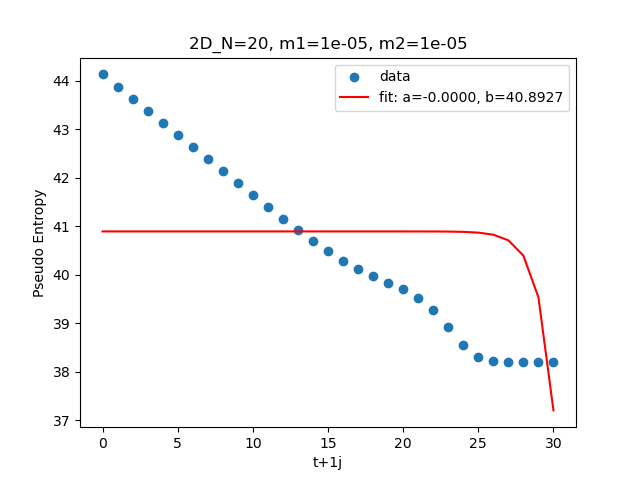 2D_N=20, m1=1e-05, m2=1e-05
data
fit: a=-0.0000, b=40.8927
Pseudo Entropy
44
43
42
41
40
39
38
37
0 5 10 15 20 25 30
t+1j